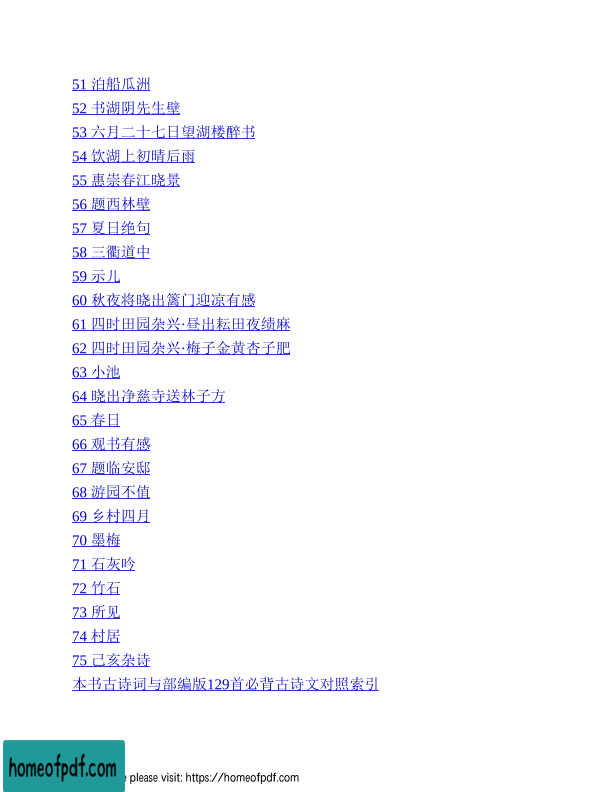 51 泊船瓜洲
52 书湖阴先生壁
53 六月二十七日望湖楼醉书
54 饮湖上初晴后雨
55 惠崇春江晓景
56 题西林壁
57 夏日绝句
58 三衢道中
59 示儿
60 秋夜将晓出篱门迎凉有感
61 四时田园杂兴·昼出耘田夜绩麻
62 四时田园杂兴·梅子金黄杏子肥
63 小池
64 晓出净慈寺送林子方
65 春日
66 观书有感
67 题临安邸
68 游园不值
69 乡村四月
70 墨梅
71 石灰吟
72 竹石
73 所见
74 村居
75 己亥杂诗
本书古诗词与部编版129首必背古诗文对照索引
homeofpdf.com
please visit: https://homeofpdf.com